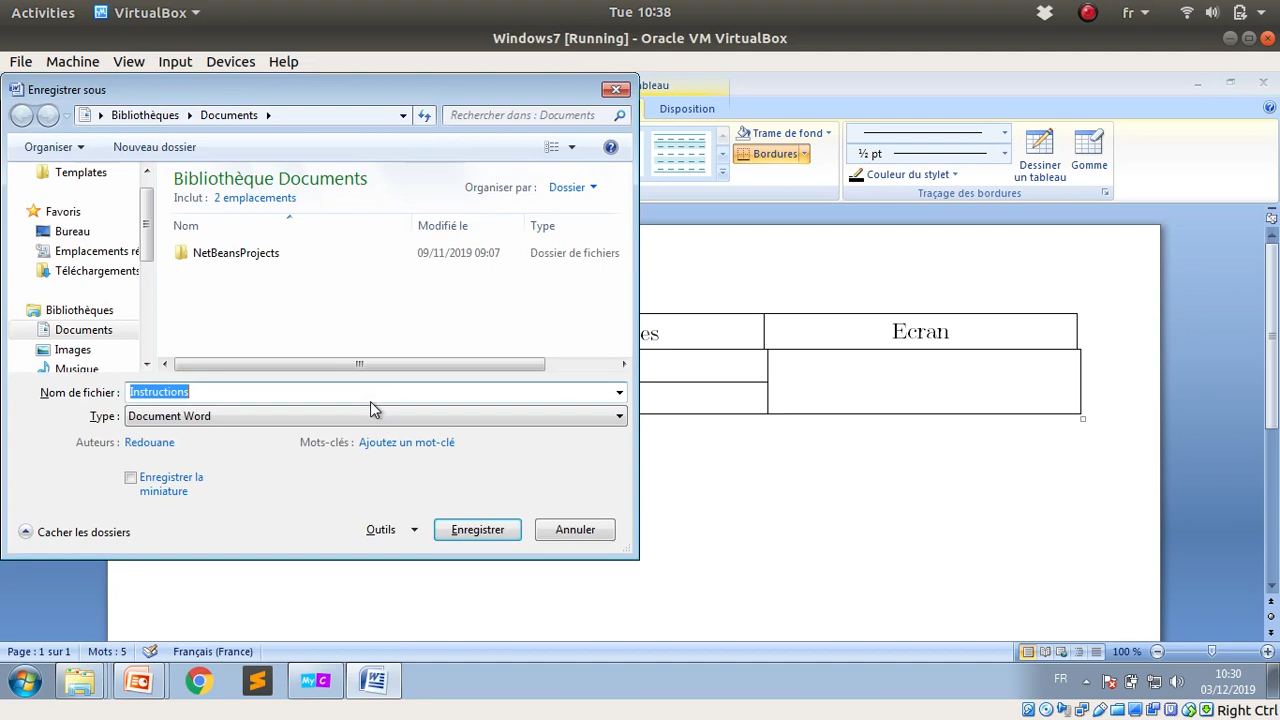 Activities VirtualBox Tue 10:38 fr
Windows7 [Running] - Oracle VM VirtualBox
File Machine View Input Devices Help
Enregistrer sous
Bibliothèques Documents Rechercher dans : Documents
Organiser Nouveau dossier
Templates
Favoris
Bureau
Emplacements ré
Téléchargements
Bibliothèques
Documents
Images
Musique
Bibliothèque Documents
Inclut : 2 emplacements
Organiser par : Dossier
Nom Modifié le Type
NetBeansProjects 09/11/2019 09:07 Dossier de fichiers
Nom de fichier : Instructions
Type : Document Word
Auteurs : Redouane Mots-clés : Ajoutez un mot-clé
Enregistrer la
miniature
Cacher les dossiers Outils Enregistrer Annuler
ableau
Disposition
Trame de fond
Bordures
½ pt
Couleur du stylet
Dessiner
un tableau
Gomme
Traçage des bordures
es Ecran
Page : 1 sur 1 Mots : 5 Français (France) 100 %
MyC
FR 10:30
03/12/2019
Right Ctrl